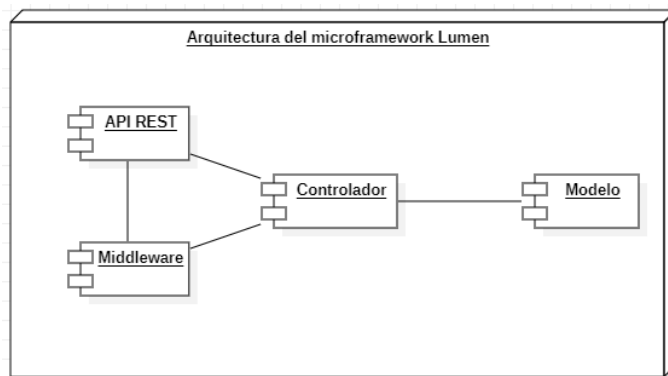 Arquitectura del microframework Lumen
API REST
Controlador
Modelo
Middleware